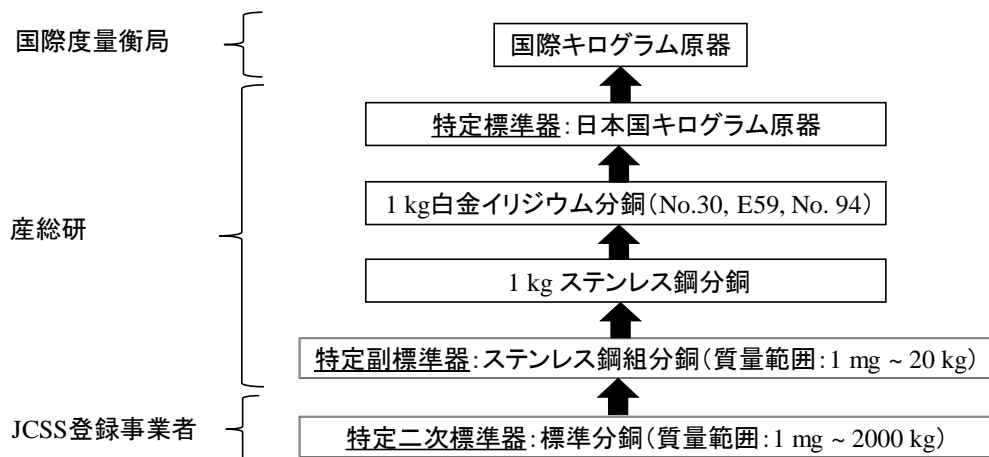 国際度量衡局
国際キログラム原器
特定標準器：日本国キログラム原器
1 kg白金イリジウム分銅（No.30, E59, No. 94）
産総研
1 kg ステンレス鋼分銅
特定副標準器：ステンレス鋼組分銅（質量範囲：1 mg ~ 20 kg）
JCSS登録事業者
特定二次標準器：標準分銅（質量範囲：1 mg ~ 2000 kg）